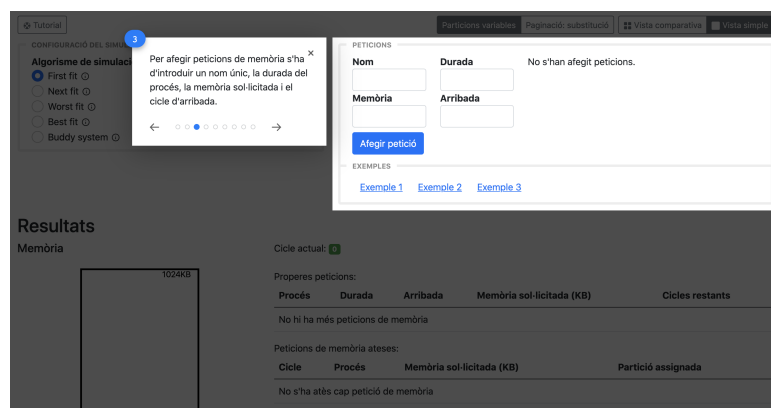 Tutorial
Particions variables
Paginació: substitució
Vista comparativa
Vista simple
CONFIGURACIÓ DEL SIMU
Algorisme de simulaci
First fit
Next fit
Worst fit
Best fit
Buddy system
3
×
Per afegir peticions de memòria s'ha
d'introduir un nom únic, la durada del
procés, la memòria sol·licitada i el
cicle d'arribada.
PETICIONS
Nom
Durada
No s'han afegit peticions.
Memòria
Arribada
Afegir petició
EXEMPLES
Exemple 1
Exemple 2
Exemple 3
Resultats
Memòria
1024KB
Cicle actual: 0
Properes peticions:
Procés
Durada
Arribada
Memòria sol·licitada (KB)
Cicles restants
No hi ha més peticions de memòria
Peticions de memòria ateses:
Cicle
Procés
Memòria sol·licitada (KB)
Partició assignada
No s'ha atès cap petició de memòria